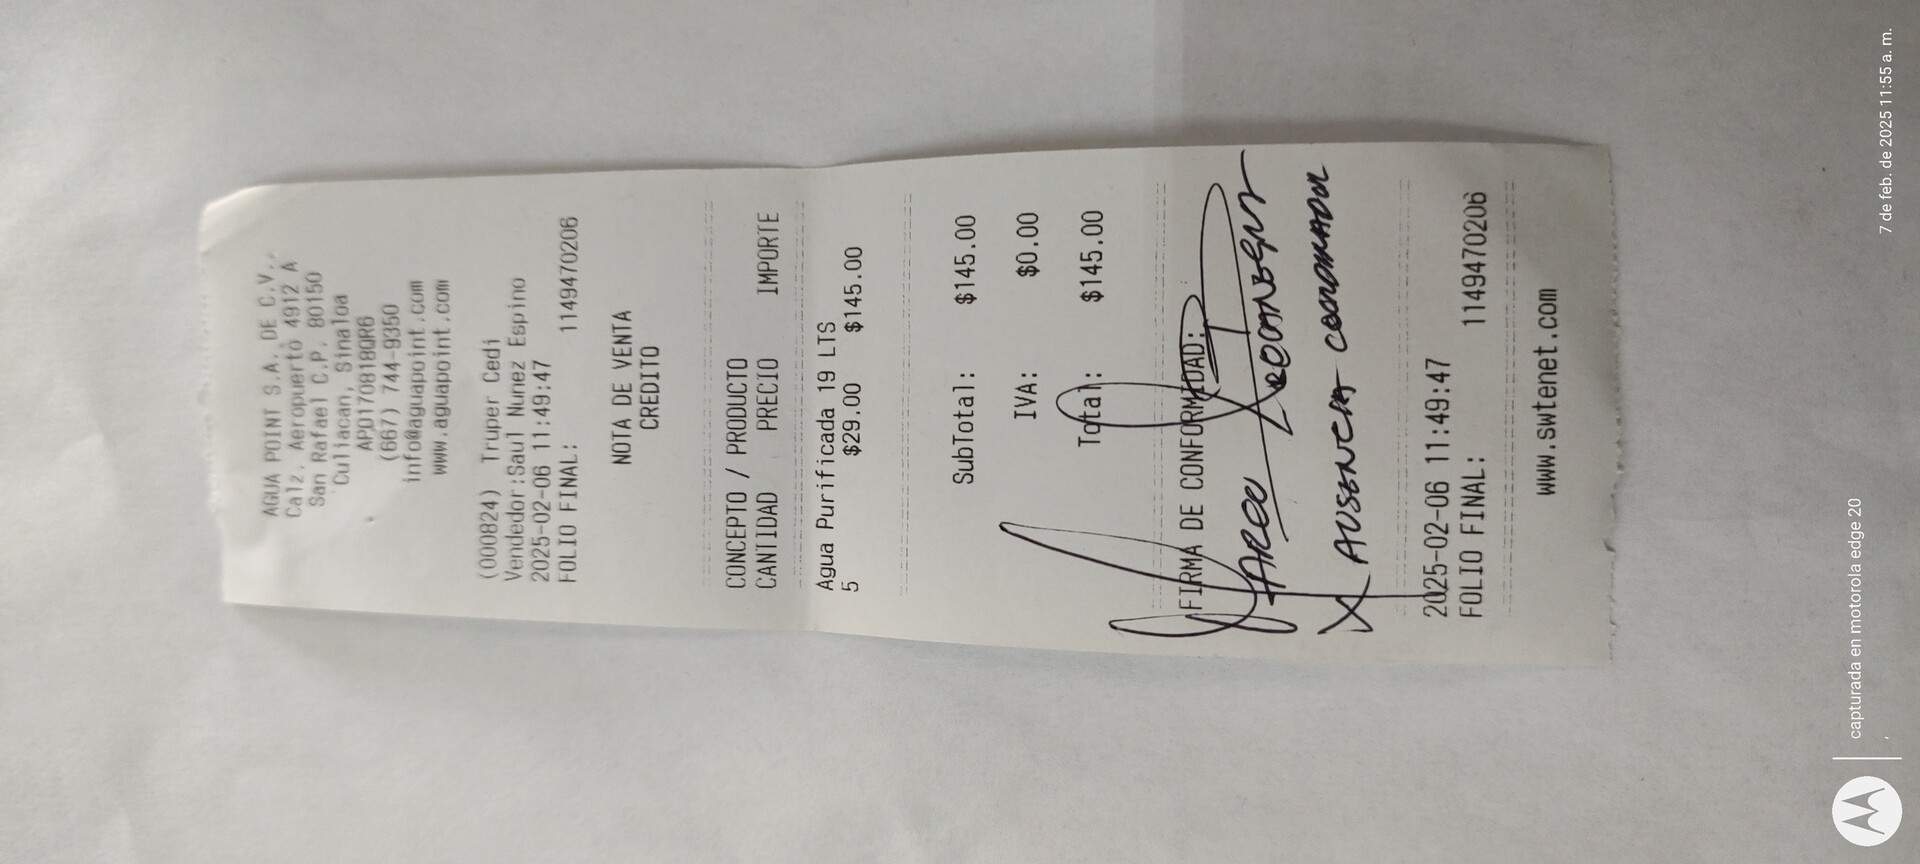 AGUA POINT S.A. DE C.V.
Calz. Aeropuerto 4912 A
San Rafael C.P. 80150
Culiacan, Sinaloa
APO170818QR6
(667) 744-9350
info@aguapoint.com
www.aguapoint.com
(000824) Truper Cedi
Vendedor:Saul Nunez Espino
2025-02-06 11:49:47
FOLIO FINAL: 1149470206
NOTA DE VENTA
CREDITO
CONCEPTO / PRODUCTO
CANTIDAD PRECIO IMPORTE
Agua Purificada 19 LTS
5 $29.00 $145.00
SubTotal: $145.00
IVA: $0.00
Total: $145.00
FIRMA DE CONFORMIDAD:
X AUSENCIA COORDINADOR
2025-02-06 11:49:47
FOLIO FINAL: 1149470206
www.swtenet.com
capturada en motorola edge 20
7 de feb. de 2025 11:55 a. m.